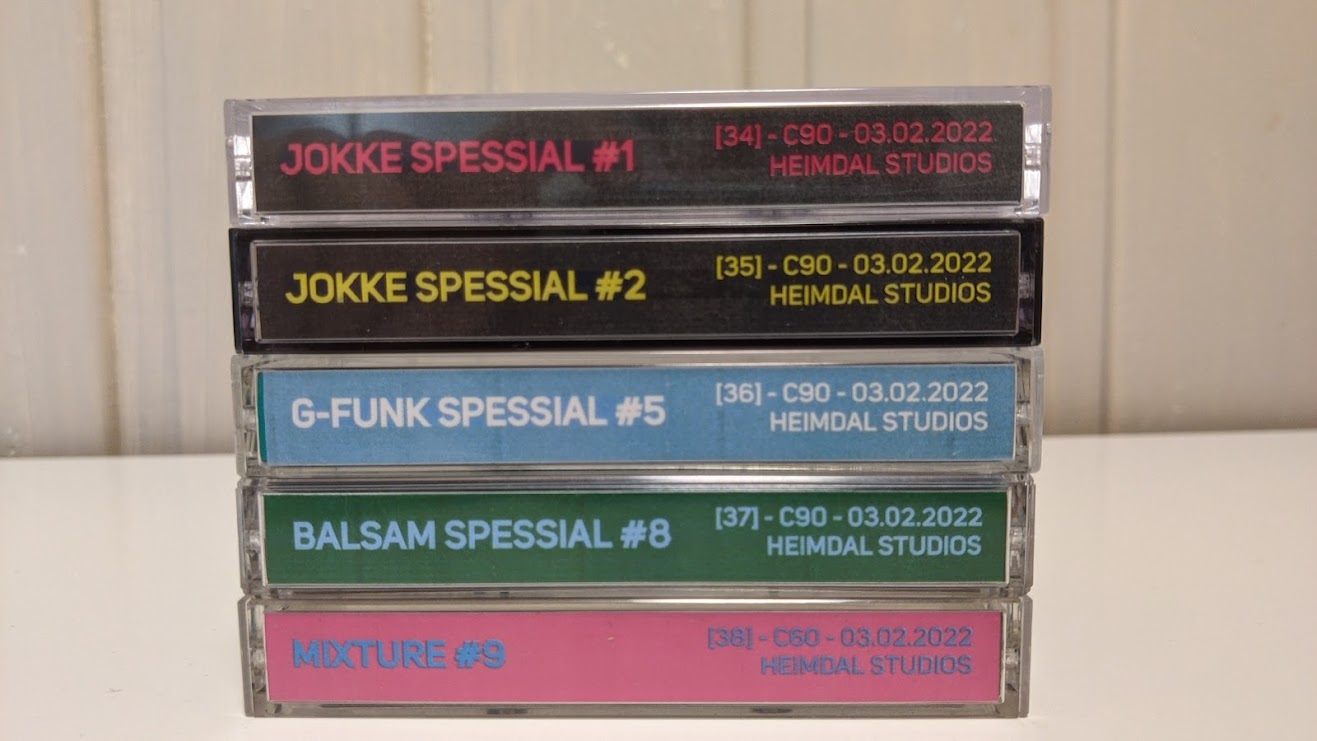 JOKKE SPESSIAL #1
[34] - C90 - 03.02.2022
HEIMDAL STUDIOS
JOKKE SPESSIAL #2
[35] - C90 - 03.02.2022
HEIMDAL STUDIOS
G-FUNK SPESSIAL #5
[36] - C90 - 03.02.2022
HEIMDAL STUDIOS
BALSAM SPESSIAL #8
[37] - C90 - 03.02.2022
HEIMDAL STUDIOS
MIXTURE #9
[38] - C60 - 03.02.2022
HEIMDAL STUDIOS